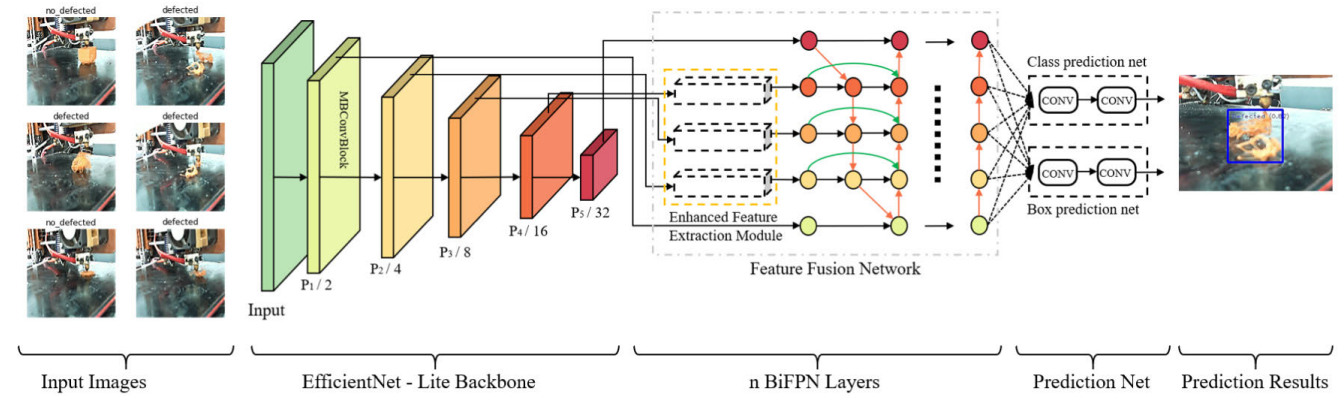 no_defected
defected
defected
defected
no_defected
defected
MBConvBlock
Input
P1 / 2
P2 / 4
P3 / 8
P4 / 16
P5 / 32
Enhanced Feature
Extraction Module
Feature Fusion Network
Class prediction net
CONV
CONV
CONV
CONV
Box prediction net
Input Images
EfficientNet - Lite Backbone
n BiFPN Layers
Prediction Net
Prediction Results